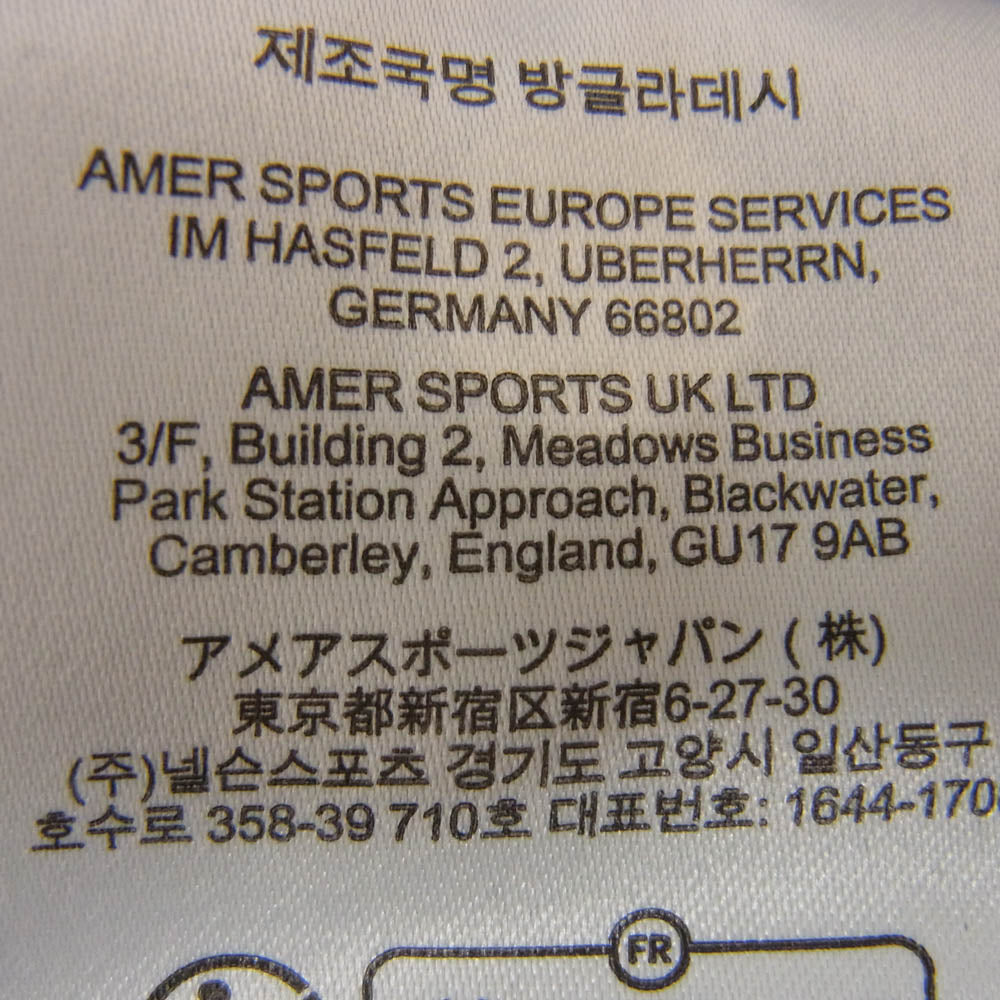 제조국명 방글라데시
AMER SPORTS EUROPE SERVICES
IM HASFELD 2, UBERHERRN,
GERMANY 66802
AMER SPORTS UK LTD
3/F, Building 2, Meadows Business
Park Station Approach, Blackwater,
Camberley, England, GU17 9AB
アメアスポーツジャパン ( 株)
東京都新宿区新宿6-27-30
(주)넬슨스포츠 경기도 고양시 일산동구
호수로 358-39 710호 대표번호: 1644-170
FR